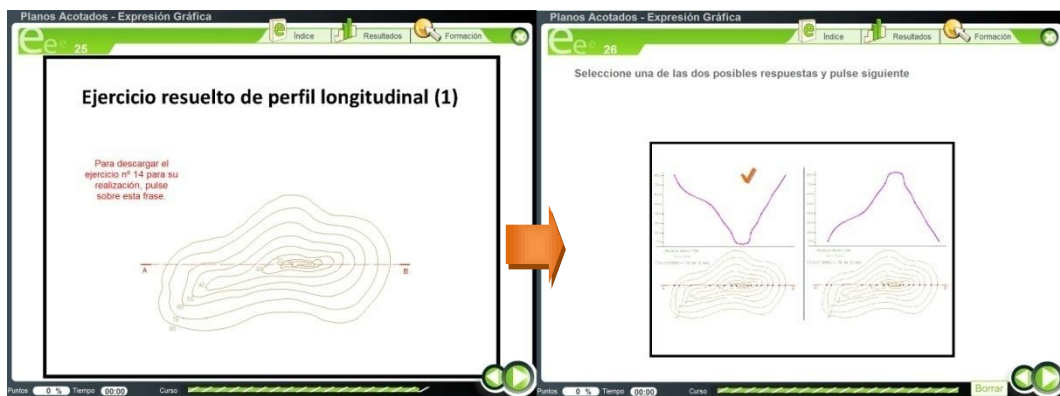 Planos Acotados - Expresión Gráfica
Índice
Resultados
Formación
25
Ejercicio resuelto de perfil longitudinal (1)
Para descargar el
ejercicio nº 14 para su
realización, pulse
sobre esta frase.
A
B
40
Puntos 0 % Tiempo 00:00 Curso
Planos Acotados - Expresión Gráfica
Índice
Resultados
Formación
26
Seleccione una de las dos posibles respuestas y pulse siguiente
Puntos 0 % Tiempo 00:00 Curso
Borrar